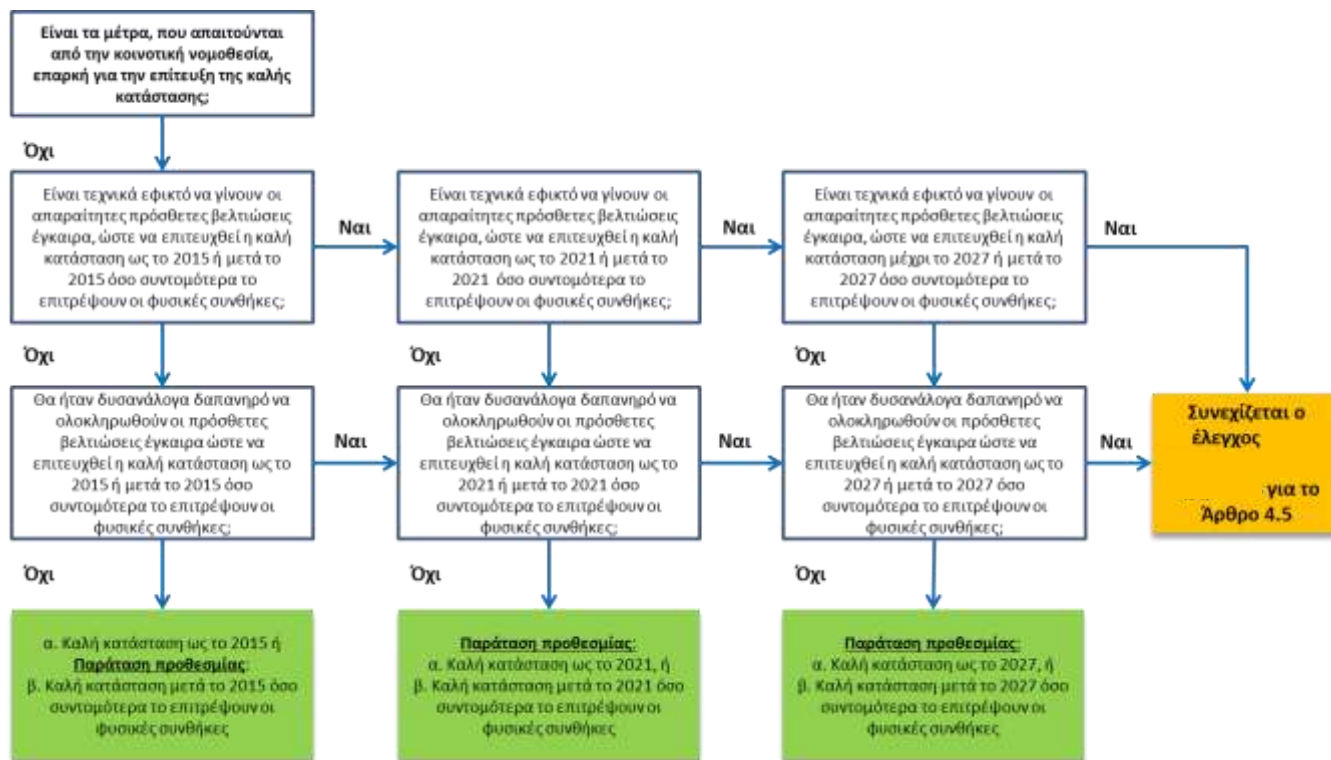 Είναι τα μέτρα, που απαιτούνται
από την κοινοτική νομοθεσία,
επαρκή για την επίτευξη της καλής
κατάστασης;
Όχι
Είναι τεχνικά εφικτό να γίνουν οι
απαραίτητες πρόσθετες βελτιώσεις
έγκαιρα, ώστε να επιτευχθεί η καλή
κατάσταση ως το 2015 ή μετά το
2015 όσο συντομότερα το
επιτρέψουν οι φυσικές συνθήκες;
Ναι
Είναι τεχνικά εφικτό να γίνουν οι
απαραίτητες πρόσθετες βελτιώσεις
έγκαιρα, ώστε να επιτευχθεί η καλή
κατάσταση ως το 2021 ή μετά το
2021 όσο συντομότερα το
επιτρέψουν οι φυσικές συνθήκες;
Ναι
Είναι τεχνικά εφικτό να γίνουν οι
απαραίτητες πρόσθετες βελτιώσεις
έγκαιρα, ώστε να επιτευχθεί η καλή
κατάσταση μέχρι το 2027 ή μετά το
2027 όσο συντομότερα το
επιτρέψουν οι φυσικές συνθήκες;
Ναι
Όχι
Όχι
Όχι
Θα ήταν δυσανάλογα δαπανηρό να
ολοκληρωθούν οι πρόσθετες
βελτιώσεις έγκαιρα ώστε να
επιτευχθεί η καλή κατάσταση ως το
2015 ή μετά το 2015 όσο
συντομότερα το επιτρέψουν οι
φυσικές συνθήκες;
Ναι
Θα ήταν δυσανάλογα δαπανηρό να
ολοκληρωθούν οι πρόσθετες
βελτιώσεις έγκαιρα ώστε να
επιτευχθεί η καλή κατάσταση ως το
2021 ή μετά το 2021 όσο
συντομότερα το επιτρέψουν οι
φυσικές συνθήκες;
Ναι
Θα ήταν δυσανάλογα δαπανηρό να
ολοκληρωθούν οι πρόσθετες
βελτιώσεις έγκαιρα ώστε να
επιτευχθεί η καλή κατάσταση ως το
2027 ή μετά το 2027 όσο
συντομότερα το επιτρέψουν οι
φυσικές συνθήκες;
Ναι
Συνεχίζεται ο
έλεγχος
για το
Άρθρο 4.5
Όχι
Όχι
Όχι
α. Καλή κατάσταση ως το 2015 ή
Παράταση προθεσμίας:
β. Καλή κατάσταση μετά το 2015 όσο
συντομότερα το επιτρέψουν οι
φυσικές συνθήκες
Παράταση προθεσμίας:
α. Καλή κατάσταση ως το 2021, ή
β. Καλή κατάσταση μετά το 2021 όσο
συντομότερα το επιτρέψουν οι
φυσικές συνθήκες
Παράταση προθεσμίας:
α. Καλή κατάσταση ως το 2027, ή
β. Καλή κατάσταση μετά το 2027 όσο
συντομότερα το επιτρέψουν οι
φυσικές συνθήκες